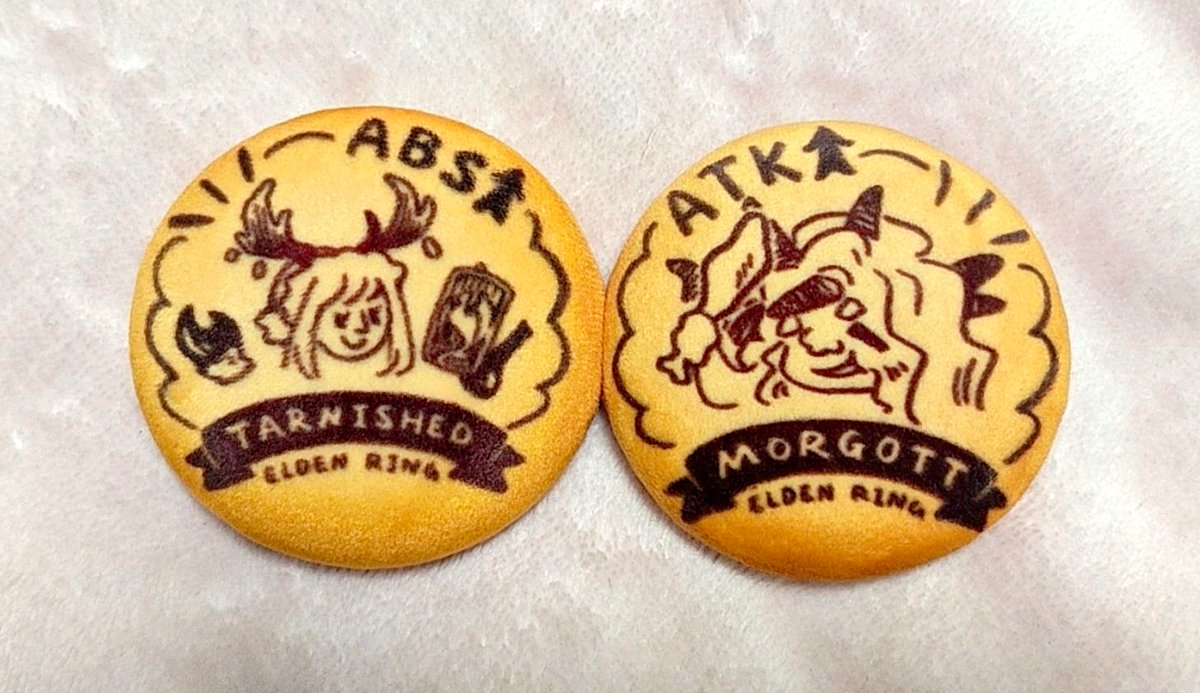 ABS
TARNISHED
ELDEN RING
ATK
MORGOTT
ELDEN RING